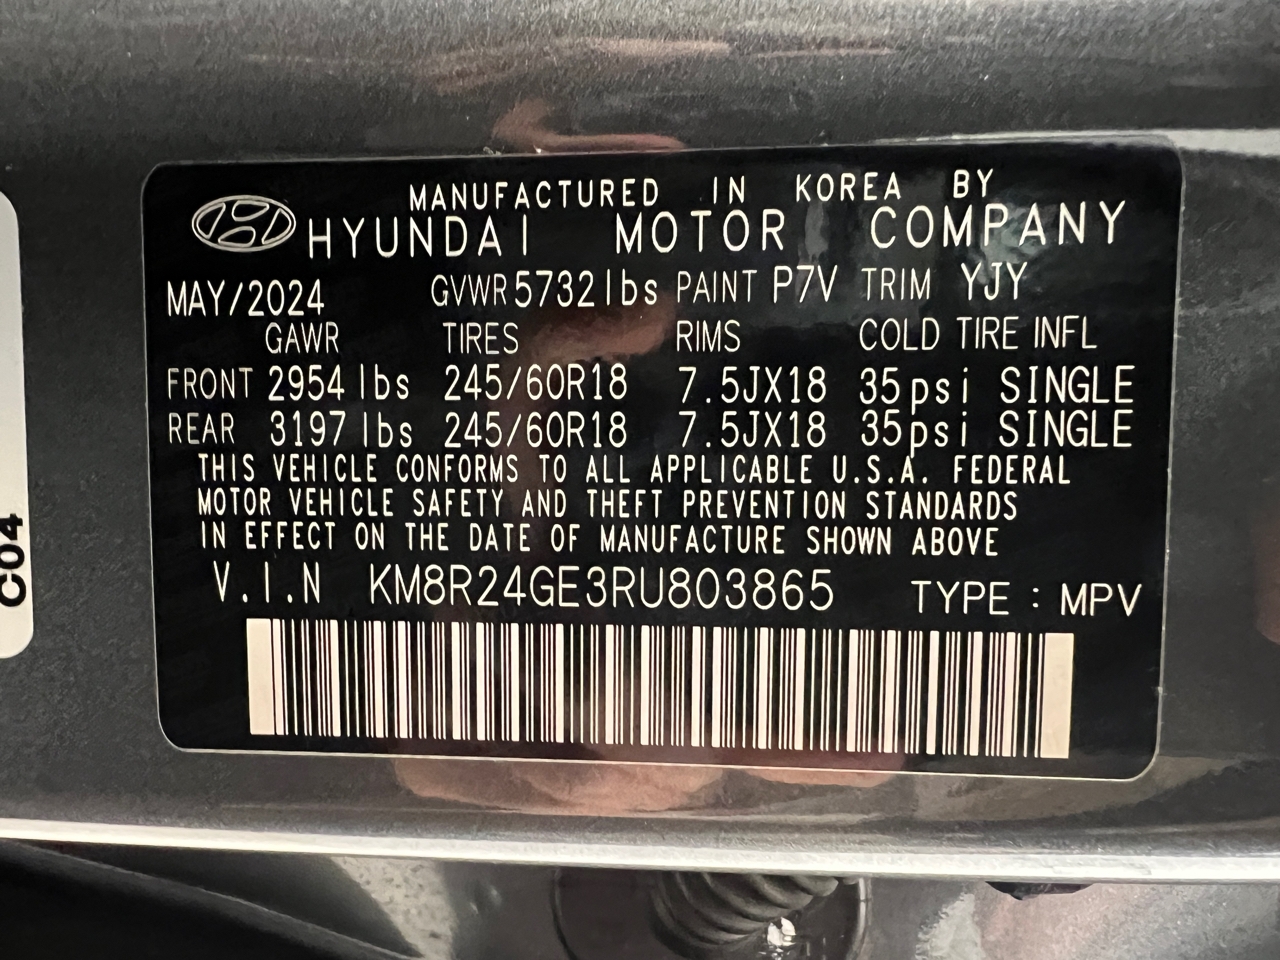 MANUFACTURED IN KOREA BY
HYUNDAI MOTOR COMPANY
MAY/2024 GVWR 5732lbs PAINT P7V TRIM YJY
GAWR TIRES RIMS COLD TIRE INFL
FRONT 2954 lbs 245/60R18 7.5JX18 35psi SINGLE
REAR 3197 lbs 245/60R18 7.5JX18 35psi SINGLE
THIS VEHICLE CONFORMS TO ALL APPLICABLE U.S.A. FEDERAL
MOTOR VEHICLE SAFETY AND THEFT PREVENTION STANDARDS
IN EFFECT ON THE DATE OF MANUFACTURE SHOWN ABOVE
V.I.N KM8R24GE3RU803865 TYPE : MPV
C04